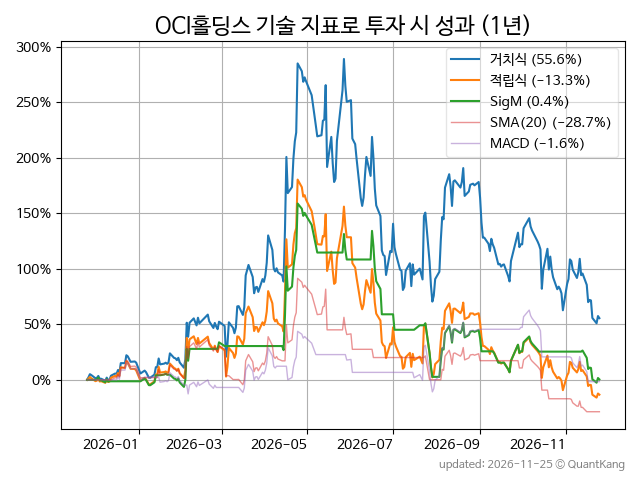 OCI홀딩스 기술 지표로 투자 시 성과 (1년)
300%
250%
200%
150%
100%
50%
0%
거치식 (55.6%)
적립식 (−13.3%)
SigM (0.4%)
SMA(20) (−28.7%)
MACD (−1.6%)
2026-01
2026-03
2026-05
2026-07
2026-09
2026-11
updated: 2026-11-25 ⓒ QuantKang